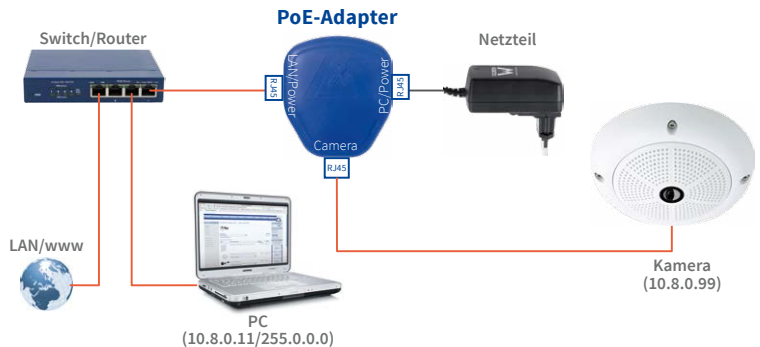 PoE-Adapter
Switch/Router
Netzteil
LAN/Power
PC/Power
RJ45
RJ45
Camera
RJ45
LAN/www
PC
(10.8.0.11/255.0.0.0)
Kamera
(10.8.0.99)